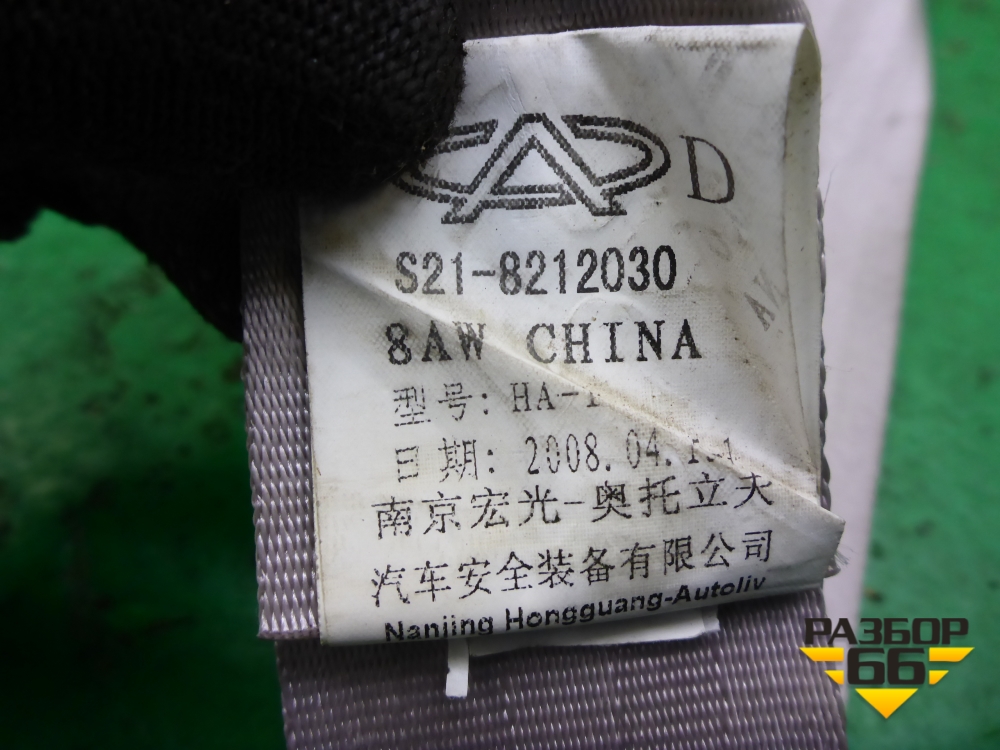 D
S21-8212030
8AW CHINA
型号: HA-1
日期: 2008.04.
南京宏光-奥托立夫
汽车安全装备有限公司
Nanjing Hongguang-Autoliv
РАЗБОР
66